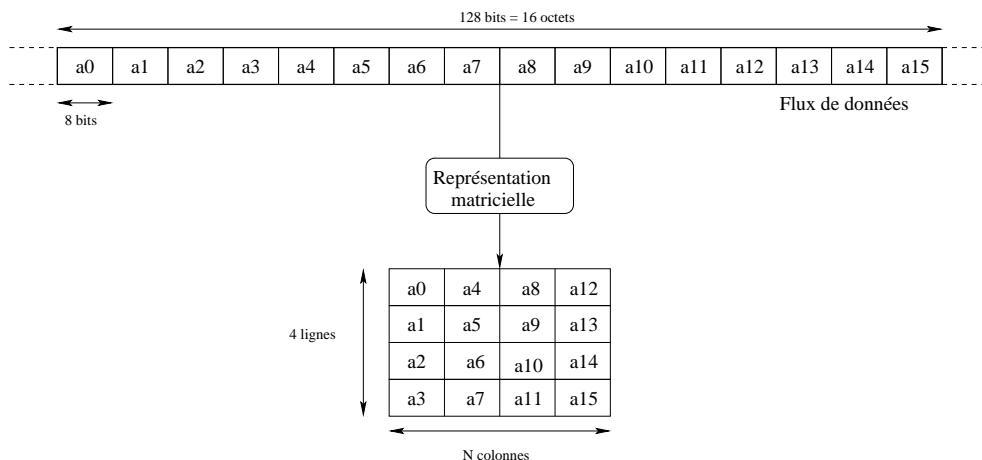 128 bits = 16 octets
a0 a1 a2 a3 a4 a5 a6 a7 a8 a9 a10 a11 a12 a13 a14 a15
8 bits
Flux de données
Représentation
matricielle
4 lignes
a0 a4 a8 a12
a1 a5 a9 a13
a2 a6 a10 a14
a3 a7 a11 a15
N colonnes